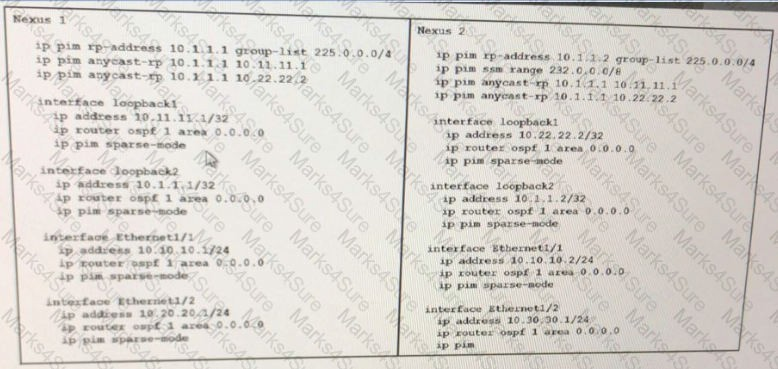 Nexus 1
ip pim rp-address 10.1.1.1 group-list 225.0.0.0/4
ip pim anycast-rp 10.1.1.1 10.11.11.1
ip pim anycast-rp 10.1.1.1 10.22.22.2
interface loopback1
ip address 10.11.11.1/32
ip router ospf 1 area 0.0.0.0
ip pim sparse-mode
interface loopback2
ip address 10.1.1.1/32
ip router ospf 1 area 0.0.0.0
ip pim sparse-mode
interface Ethernet1/1
ip address 10.10.10.1/24
ip router ospf 1 area 0.0.0.0
ip pim sparse-mode
interface Ethernet1/2
ip address 10.20.20.1/24
ip router ospf 1 area 0.0.0.0
ip pim sparse-mode
Nexus 2
ip pim rp-address 10.1.1.2 group-list 225.0.0.0/4
ip pim ssm range 232.0.0.0/8
ip pim anycast-rp 10.1.1.1 10.11.11.1
ip pim anycast-rp 10.1.1.1 10.22.22.2
interface loopback1
ip address 10.22.22.2/32
ip router ospf 1 area 0.0.0.0
ip pim sparse-mode
interface loopback2
ip address 10.1.1.2/32
ip router ospf 1 area 0.0.0.0
ip pim sparse-mode
interface Ethernet1/1
ip address 10.10.10.2/24
ip router ospf 1 area 0.0.0.0
ip pim sparse-mode
interface Ethernet1/2
ip address 10.30.30.1/24
ip router ospf 1 area 0.0.0.0
ip pim
Marks4Sure